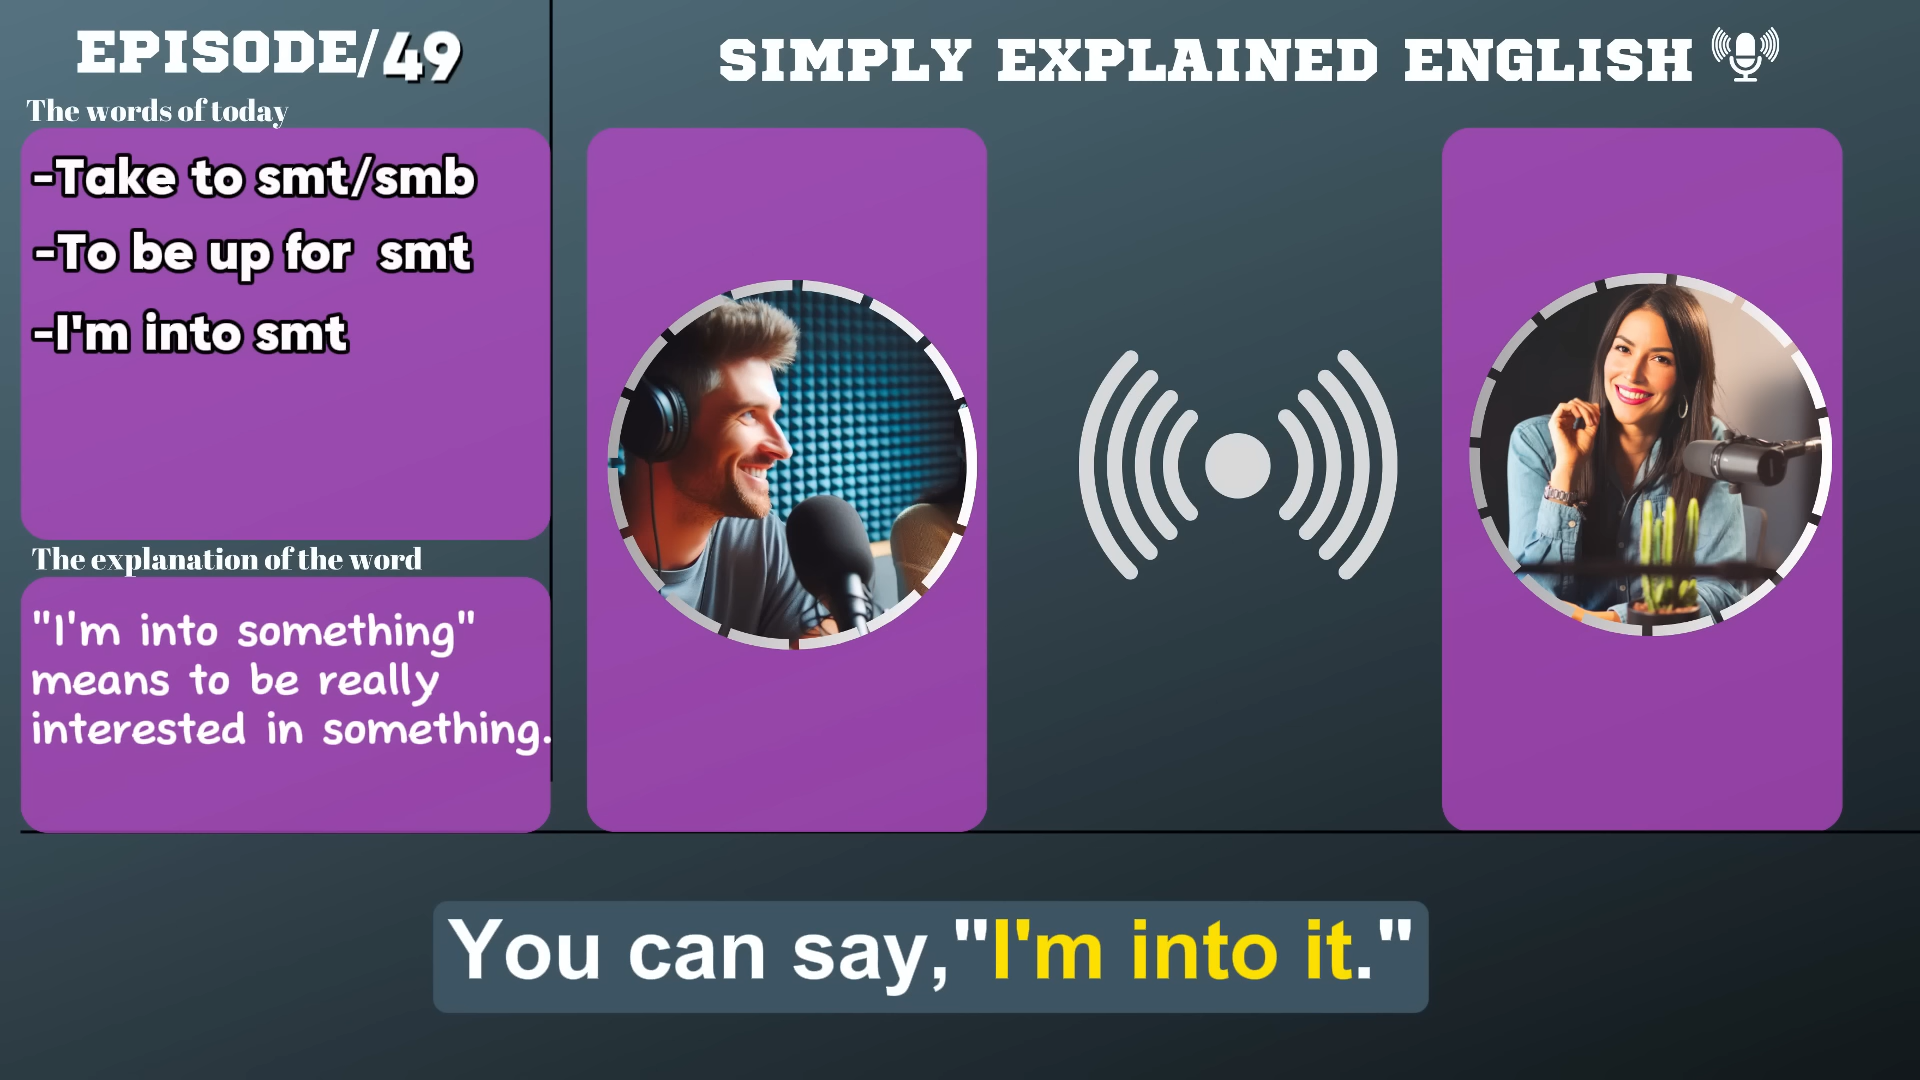 EPISODE/49
SIMPLY EXPLAINED ENGLISH
The words of today
-Take to smt/smb
-To be up for smt
-I'm into smt
The explanation of the word
"I'm into something"
means to be really
interested in something.
You can say,"I'm into it."